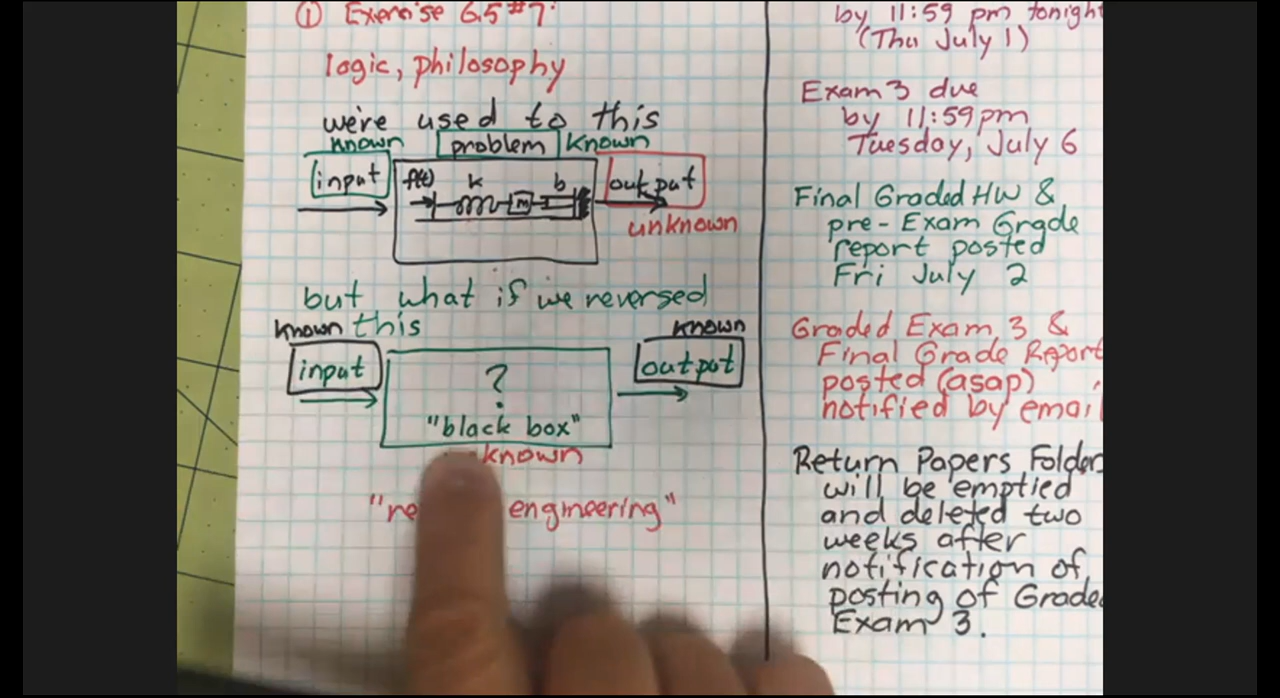 ① Exercise 6.5 #7:
logic, philosophy
we're used to this
known problem known
input f(t) k m b output
unknown
but what if we reversed
known this known
input ? output
"black box"
known
engineering"
by 11:59 pm tonight
(Thu July 1)
Exam 3 due
by 11:59pm
Tuesday, July 6
Final Graded HW &
pre-Exam Grade
report posted
Fri July 2
Graded Exam 3 &
Final Grade Report
posted (asap)
notified by email
Return Papers Folder
will be emptied
and deleted two
weeks after
notification of
posting of Graded
Exam 3.